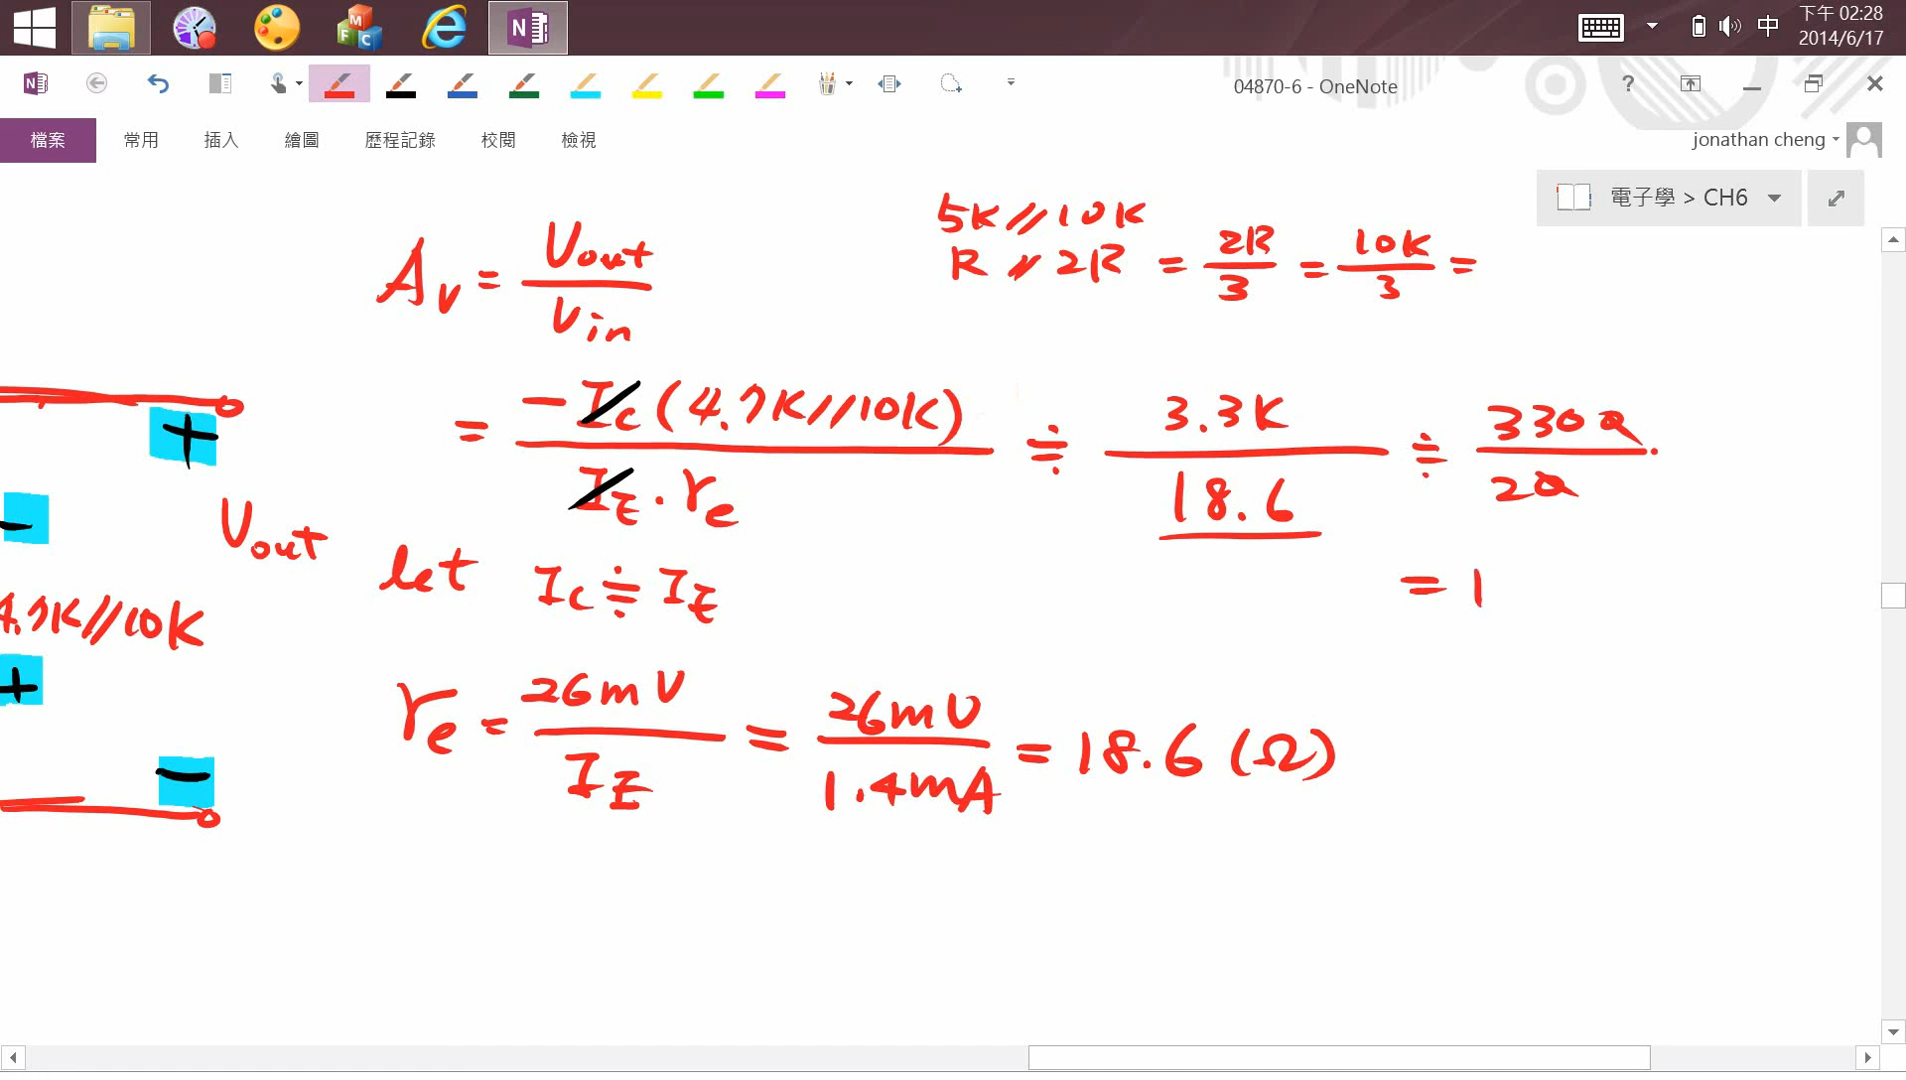 下午 02:28
2014/6/17
中
M
F
C
N
04870-6 - OneNote
?
檔案 常用 插入 繪圖 歷程記錄 校閱 檢視
jonathan cheng
電子學 > CH6
5K//10K
R // 2R = 2R/3 = 10K/3 =
Av = Vout/Vin
= -Ic (4.7K//10K) / IE · re ≒ 3.3K / 18.6 ≒ 3300 / 20
= 1
+
-
Vout
let Ic ≒ IE
4.7K//10K
+
re = 26mV / IE = 26mV / 1.4mA = 18.6 (Ω)
-